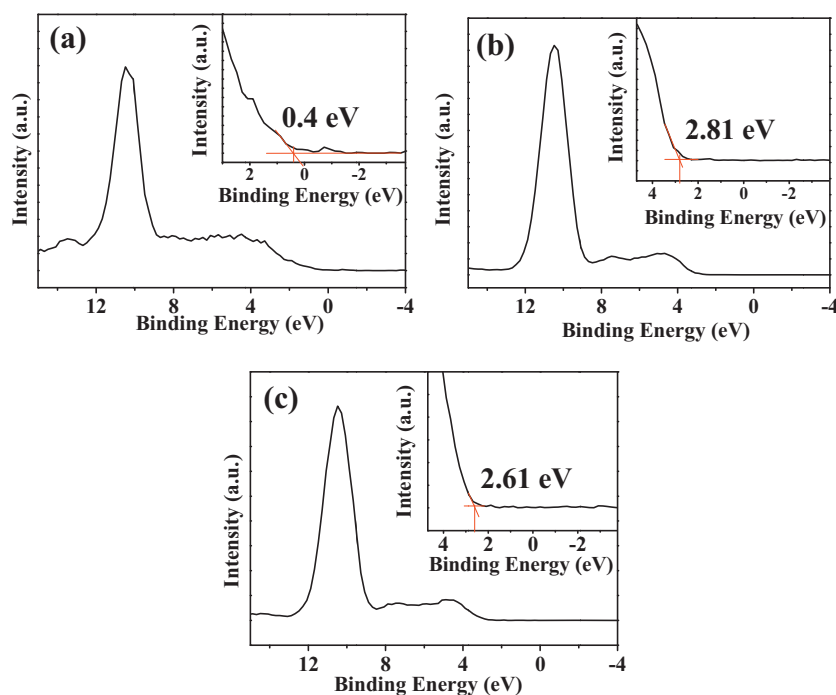 (a)
Intensity (a.u.)
Binding Energy (eV)
12 8 4 0 -4
Intensity (a.u.)
0.4 eV
2 0 -2
Binding Energy (eV)
(b)
Intensity (a.u.)
Binding Energy (eV)
12 8 4 0 -4
Intensity (a.u.)
2.81 eV
4 2 0 -2
Binding Energy (eV)
(c)
Intensity (a.u.)
Binding Energy (eV)
12 8 4 0 -4
Intensity (a.u.)
2.61 eV
4 2 0 -2
Binding Energy (eV)